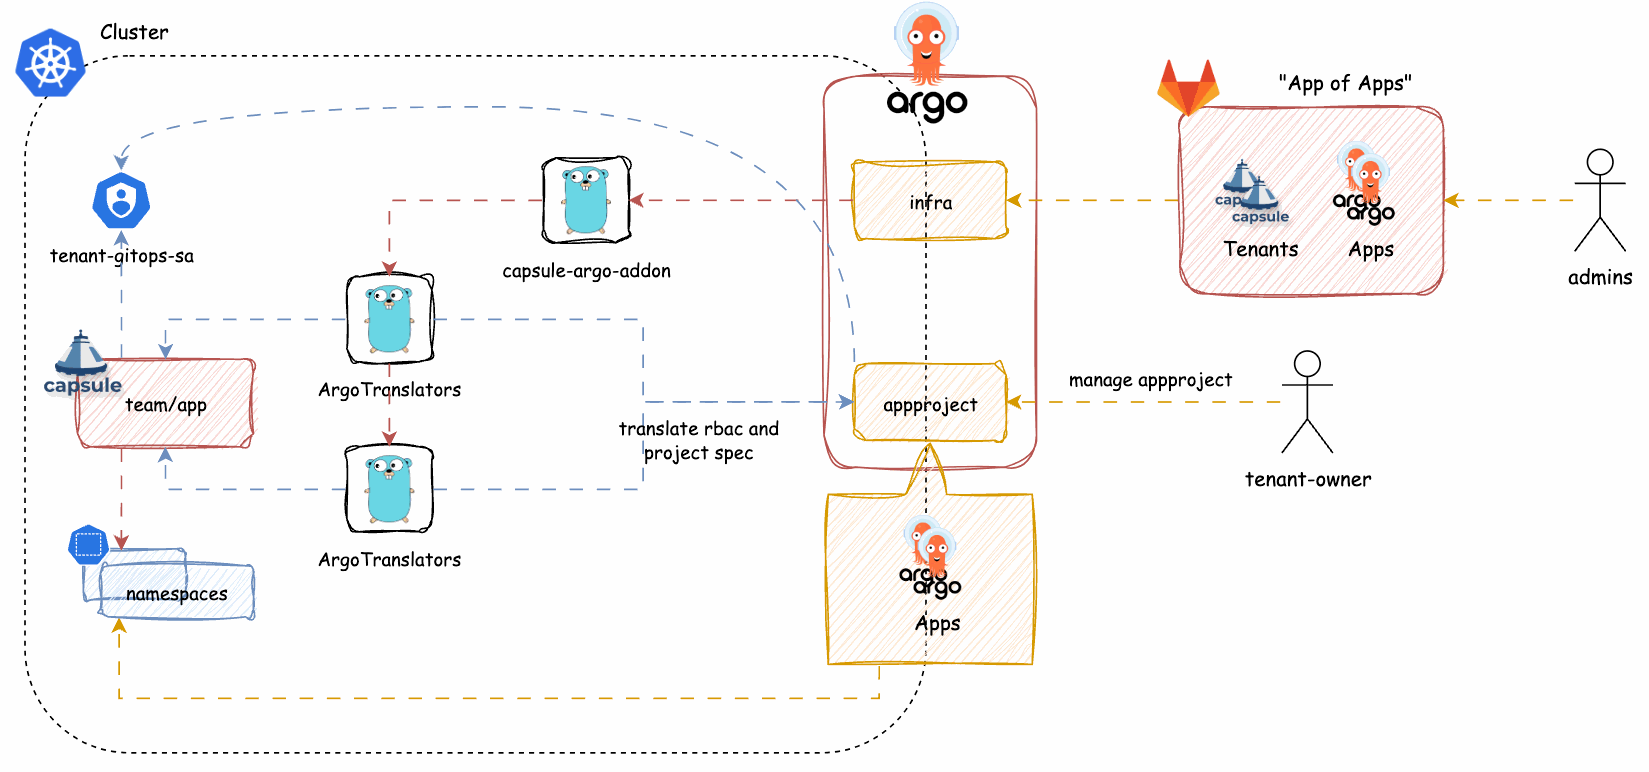 Cluster
argo
"App of Apps"
infra
capsule
capsule
argo
argo
Tenants
Apps
admins
tenant-gitops-sa
capsule-argo-addon
capsule
team/app
ArgoTranslators
translate rbac and
project spec
appproject
manage appproject
tenant-owner
ArgoTranslators
namespaces
argo
argo
Apps